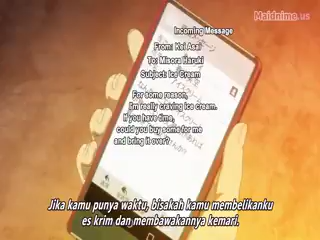 Maidnime.us
Incoming Message
From: Kei Asai
To: Misora Haruki
Subject: Ice Cream
For some reason,
I'm really craving ice cream.
If you have time,
could you buy some for me
and bring it over?
Jika kamu punya waktu, bisakah kamu membelikanku
es krim dan membawakannya kemari.